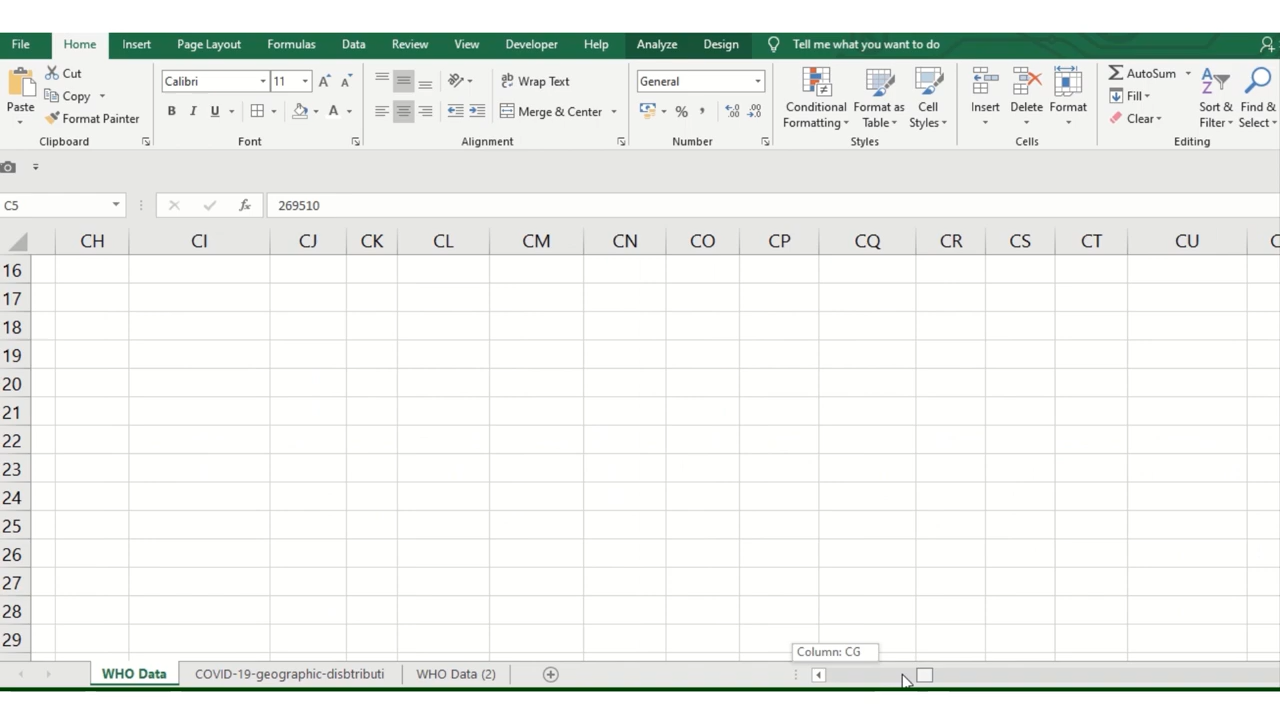 File Home Insert Page Layout Formulas Data Review View Developer Help Analyze Design Tell me what you want to do
Cut
Copy
Format Painter
Paste
Clipboard
Calibri 11
B I U A
Font
Wrap Text
Merge & Center
Alignment
General
% ,
Number
Conditional Formatting
Format as Table
Cell Styles
Styles
Insert Delete Format
Cells
AutoSum
Fill
Clear
Sort & Filter
Find & Select
Editing
C5 fx 269510
CH CI CJ CK CL CM CN CO CP CQ CR CS CT CU
16
17
18
19
20
21
22
23
24
25
26
27
28
29
Column: CG
WHO Data COVID-19-geographic-disbtributi WHO Data (2)